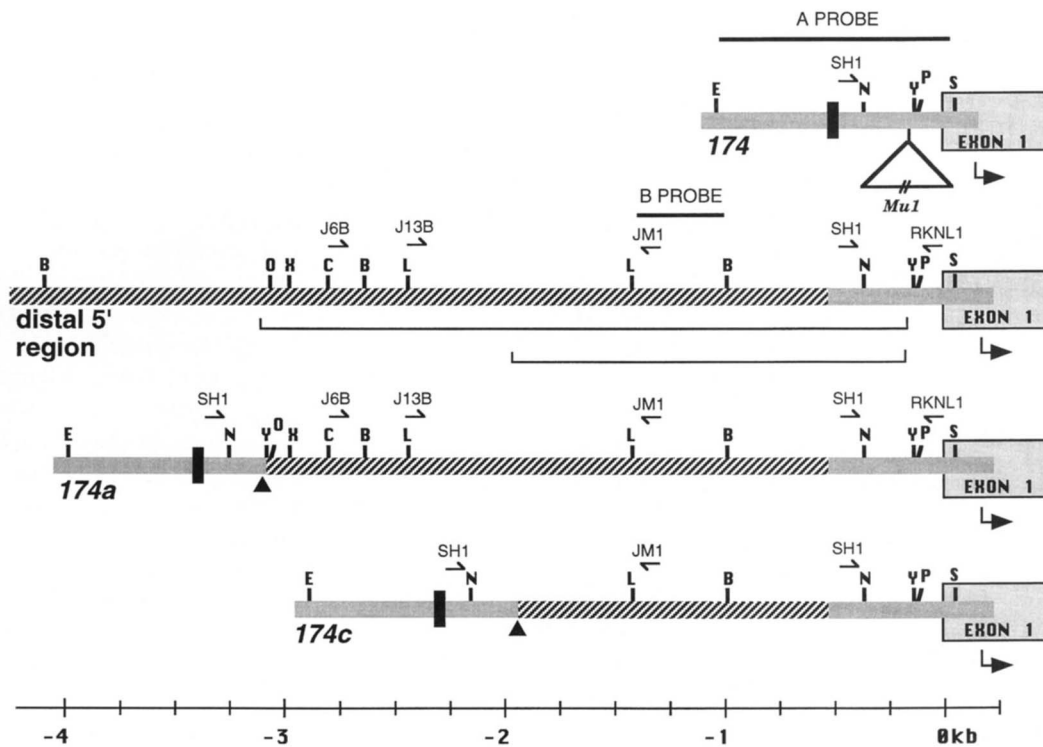 A PROBE
SH1
E N Y P S
174 EXON 1
Mu1
B PROBE
J6B J13B JM1 SH1 RKNL1
B O X C B L L B N Y P S
distal 5' EXON 1
region
SH1 J6B J13B JM1 SH1 RKNL1
E N Y O X C B L L B N Y P S
174a EXON 1
SH1 JM1 SH1
E N L B N Y P S
174c EXON 1
-4 -3 -2 -1 0kb